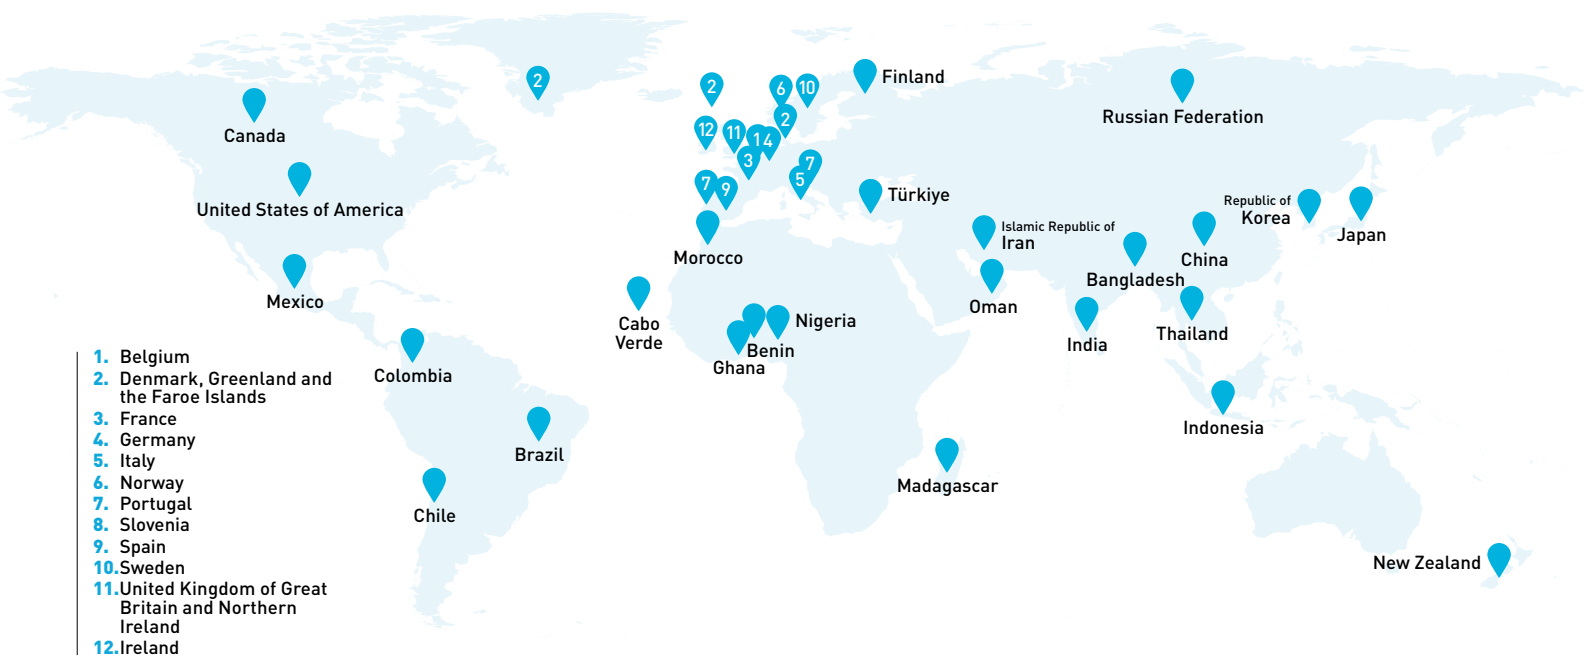 2
2
6
10
Finland
Russian Federation
Canada
12
11
1
4
2
3
7
5
7
9
Türkiye
United States of America
Republic of
Korea
Japan
Islamic Republic of
Iran
Morocco
China
Bangladesh
Mexico
Oman
Cabo
Verde
Nigeria
Benin
Ghana
Thailand
India
Colombia
Indonesia
Brazil
Madagascar
Chile
New Zealand
1. Belgium
2. Denmark, Greenland and
the Faroe Islands
3. France
4. Germany
5. Italy
6. Norway
7. Portugal
8. Slovenia
9. Spain
10. Sweden
11. United Kingdom of Great
Britain and Northern
Ireland
12. Ireland